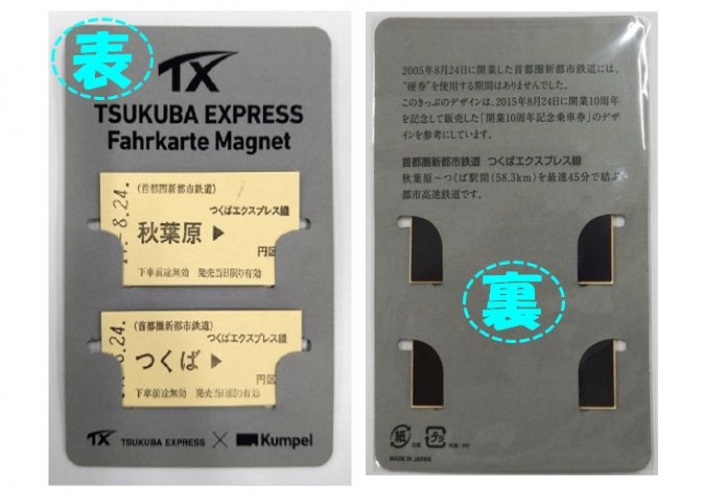 表
TX
TSUKUBA EXPRESS
Fahrkarte Magnet
-8.24.
(首都圏新都市鉄道)
つくばエクスプレス線
秋葉原 ▶
円区
下車前途無効 発売当日限り有効
8.24.
(首都圏新都市鉄道)
つくばエクスプレス線
つくば ▶
円区
下車前途無効 発売当日限り有効
TX TSUKUBA EXPRESS × Kumpel
2005年8月24日に開業した首都圏新都市鉄道には、
“硬券”を使用する期間はありませんでした。
このきっぷのデザインは、2015年8月24日に開業10周年
を記念して販売した「開業10周年記念乗車券」のデザ
インを参考にしています。
首都圏新都市鉄道 つくばエクスプレス線
秋葉原～つくば駅間(58.3km)を最速45分で結ぶ
都市高速鉄道です。
裏
紙
プラ
MADE IN JAPAN